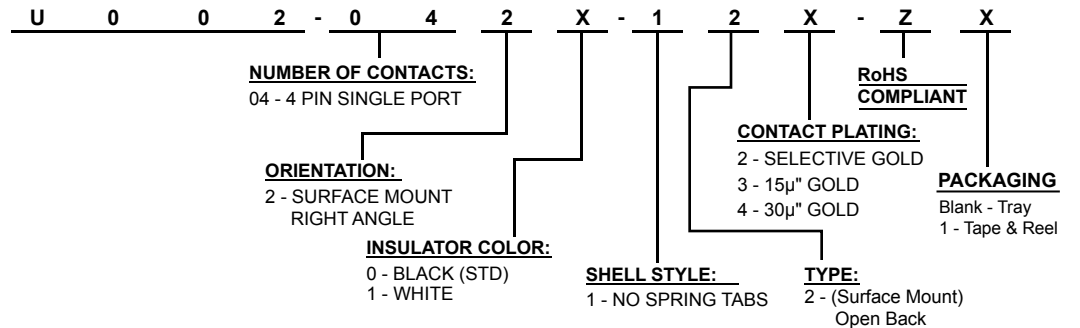 U 0 0 2 - 0 4 2 X - 1 2 X - Z X
NUMBER OF CONTACTS:
04 - 4 PIN SINGLE PORT
ORIENTATION:
2 - SURFACE MOUNT
RIGHT ANGLE
INSULATOR COLOR:
0 - BLACK (STD)
1 - WHITE
SHELL STYLE:
1 - NO SPRING TABS
TYPE:
2 - (Surface Mount)
Open Back
CONTACT PLATING:
2 - SELECTIVE GOLD
3 - 15µ" GOLD
4 - 30µ" GOLD
RoHS
COMPLIANT
PACKAGING
Blank - Tray
1 - Tape & Reel